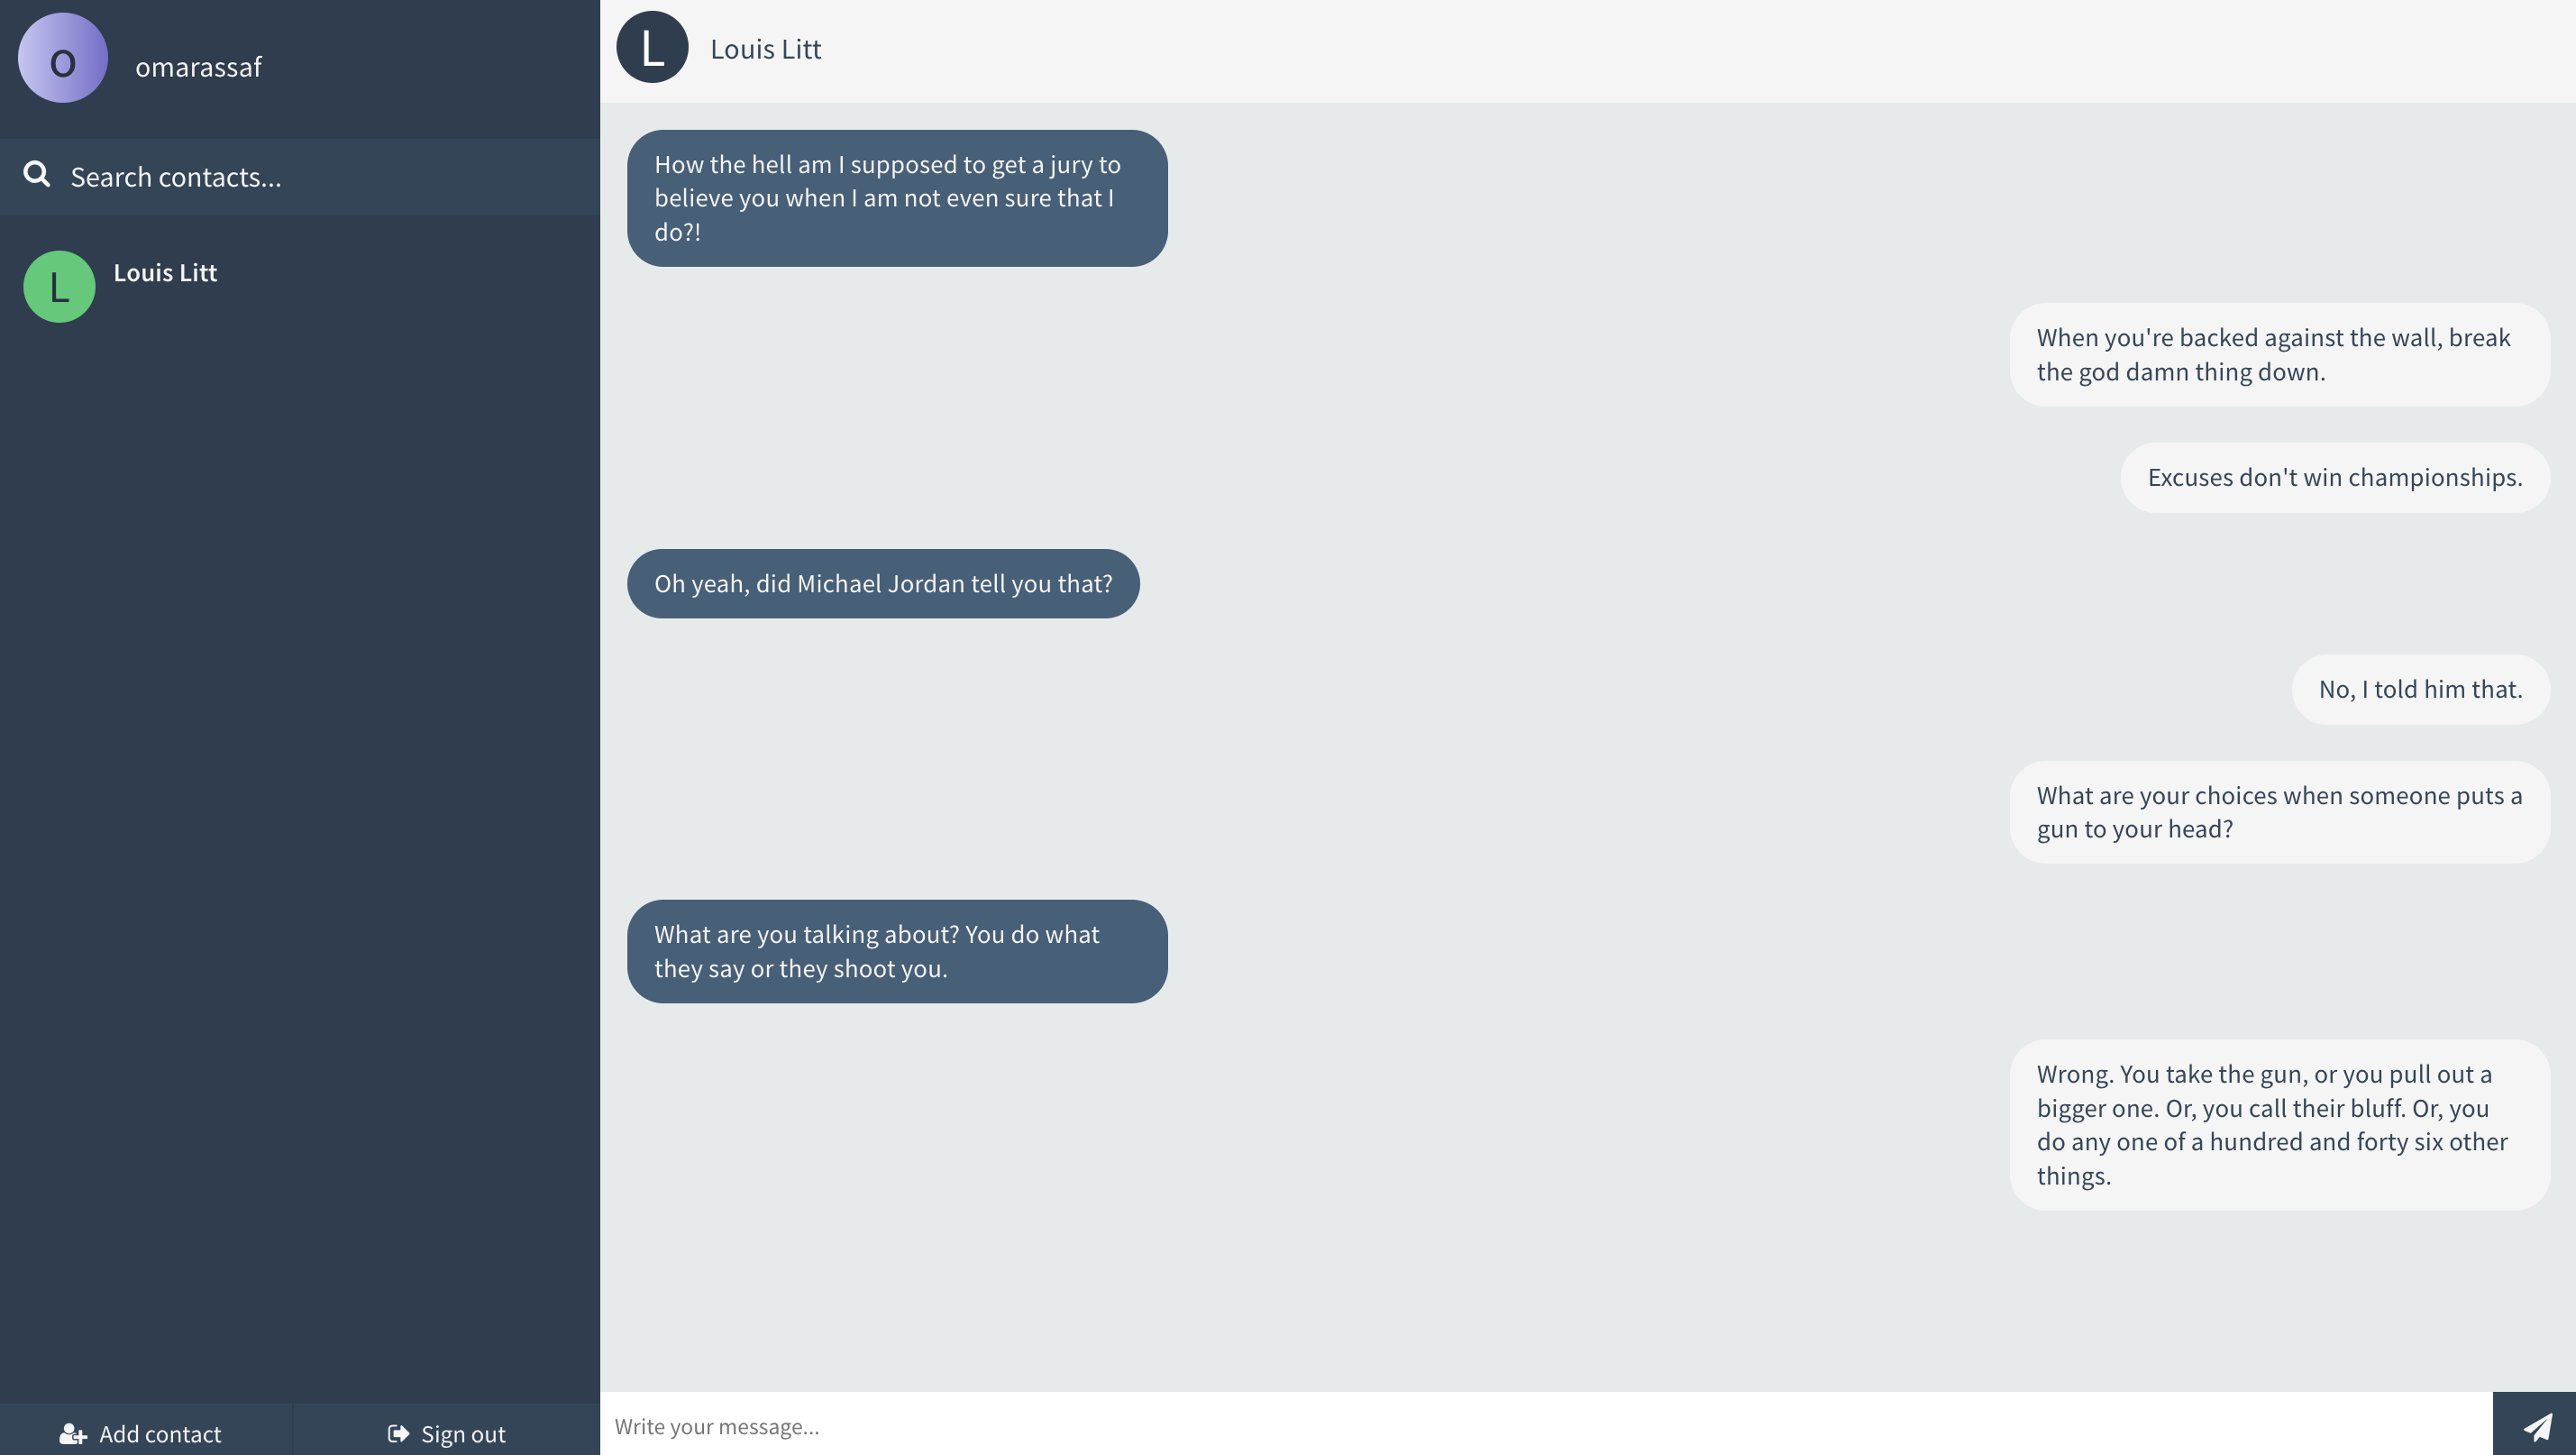 O
omarassaf
Search contacts...
L
Louis Litt
Add contact
Sign out
L
Louis Litt
How the hell am I supposed to get a jury to
believe you when I am not even sure that I
do?!
When you're backed against the wall, break
the god damn thing down.
Excuses don't win championships.
Oh yeah, did Michael Jordan tell you that?
No, I told him that.
What are your choices when someone puts a
gun to your head?
What are you talking about? You do what
they say or they shoot you.
Wrong. You take the gun, or you pull out a
bigger one. Or, you call their bluff. Or, you
do any one of a hundred and forty six other
things.
Write your message...